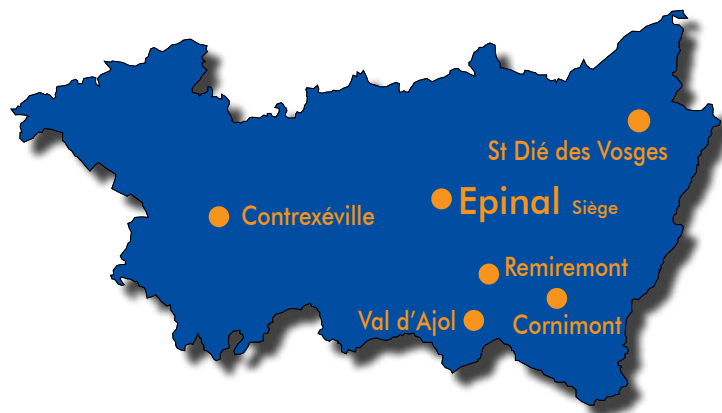 St Dié des Vosges
Epinal Siège
Contrexéville
Remiremont
Val d'Ajol
Cornimont